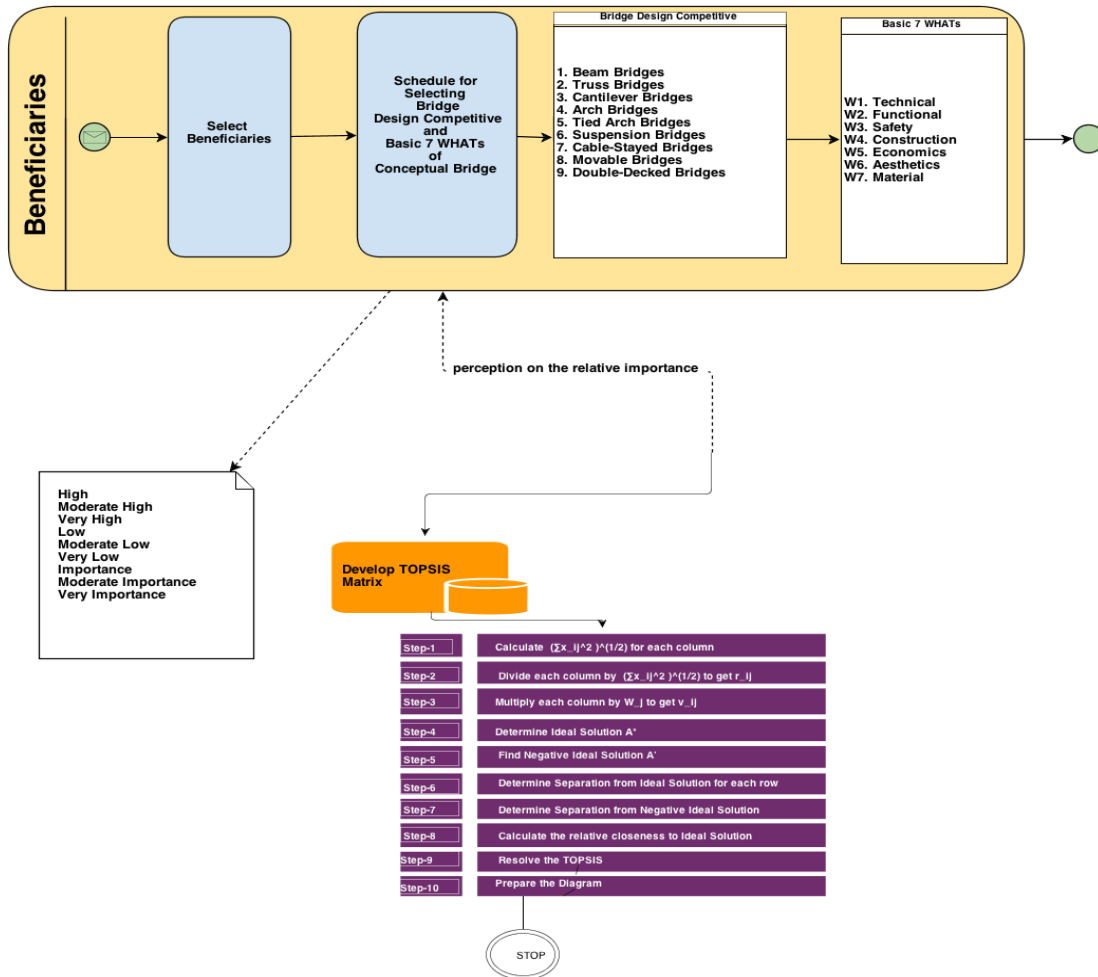 Beneficiaries
Select
Beneficiaries
Schedule for
Selecting
Bridge
Design Competitive
and
Basic 7 WHATs
of
Conceptual Bridge
Bridge Design Competitive
1. Beam Bridges
2. Truss Bridges
3. Cantilever Bridges
4. Arch Bridges
5. Tied Arch Bridges
6. Suspension Bridges
7. Cable-Stayed Bridges
8. Movable Bridges
9. Double-Decked Bridges
Basic 7 WHATs
W1. Technical
W2. Functional
W3. Safety
W4. Construction
W5. Economics
W6. Aesthetics
W7. Material
perception on the relative importance
High
Moderate High
Very High
Low
Moderate Low
Very Low
Importance
Moderate Importance
Very Importance
Develop TOPSIS
Matrix
Step-1 Calculate (∑x_ij^2 )^(1/2) for each column
Step-2 Divide each column by (∑x_ij^2 )^(1/2) to get r_ij
Step-3 Multiply each column by W_j to get v_ij
Step-4 Determine Ideal Solution A*
Step-5 Find Negative Ideal Solution A'
Step-6 Determine Separation from Ideal Solution for each row
Step-7 Determine Separation from Negative Ideal Solution
Step-8 Calculate the relative closeness to Ideal Solution
Step-9 Resolve the TOPSIS
Step-10 Prepare the Diagram
STOP